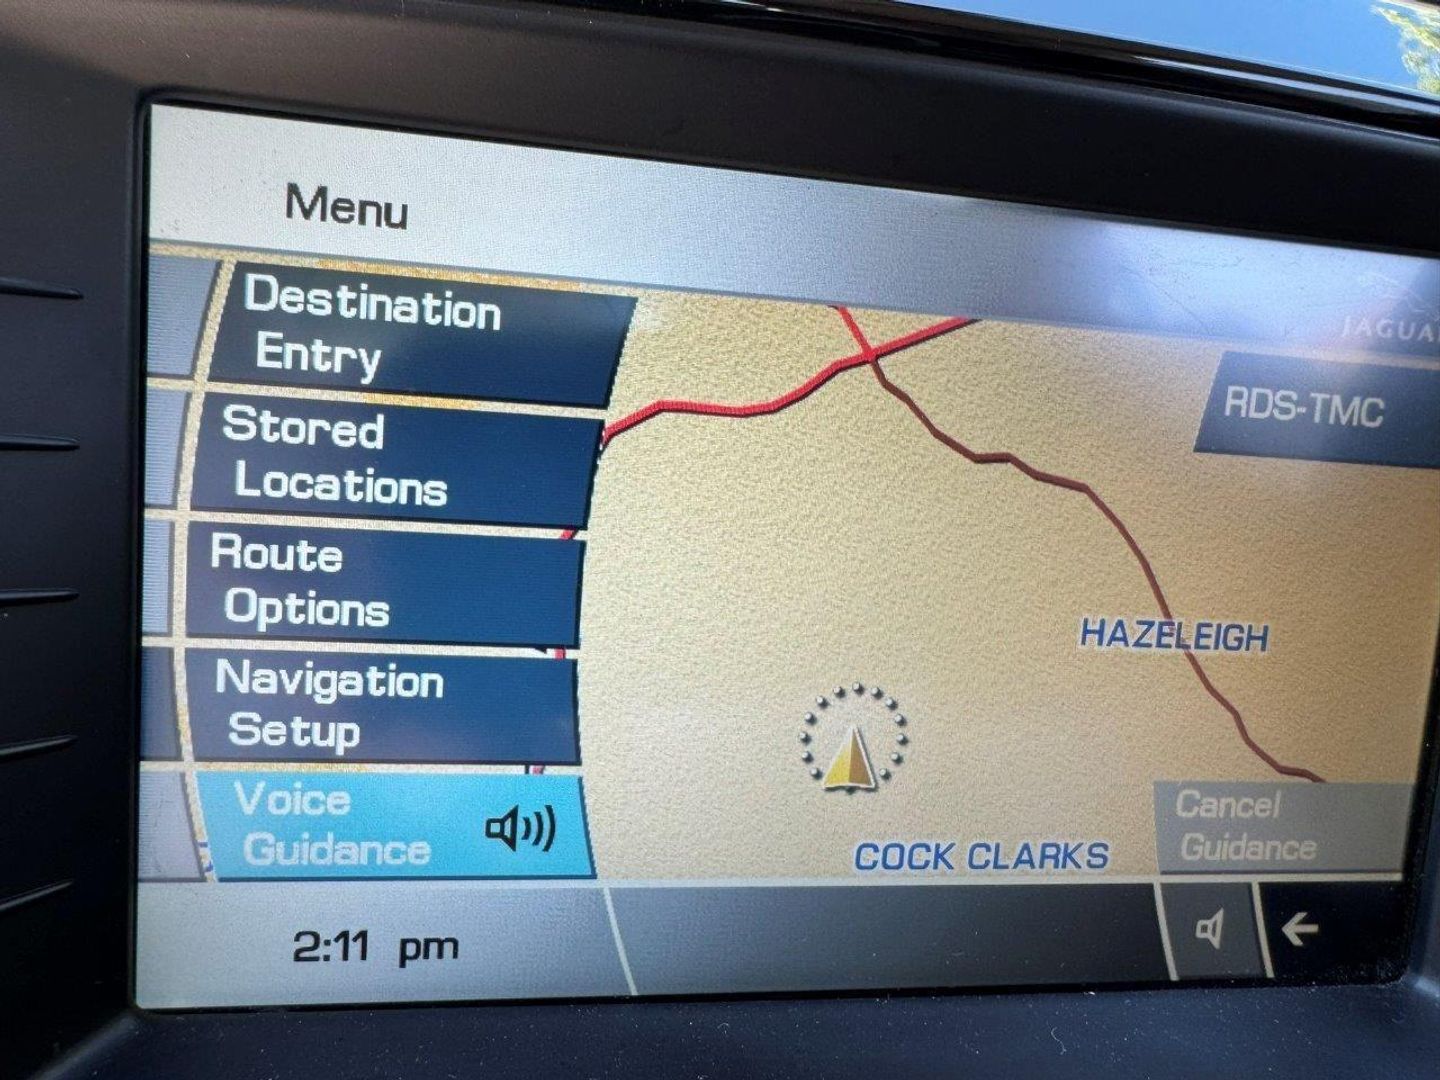 Menu
Destination
Entry
Stored
Locations
Route
Options
Navigation
Setup
Voice
Guidance
JAGUA
RDS-TMC
HAZELEIGH
COCK CLARKS
Cancel
Guidance
2:11 pm